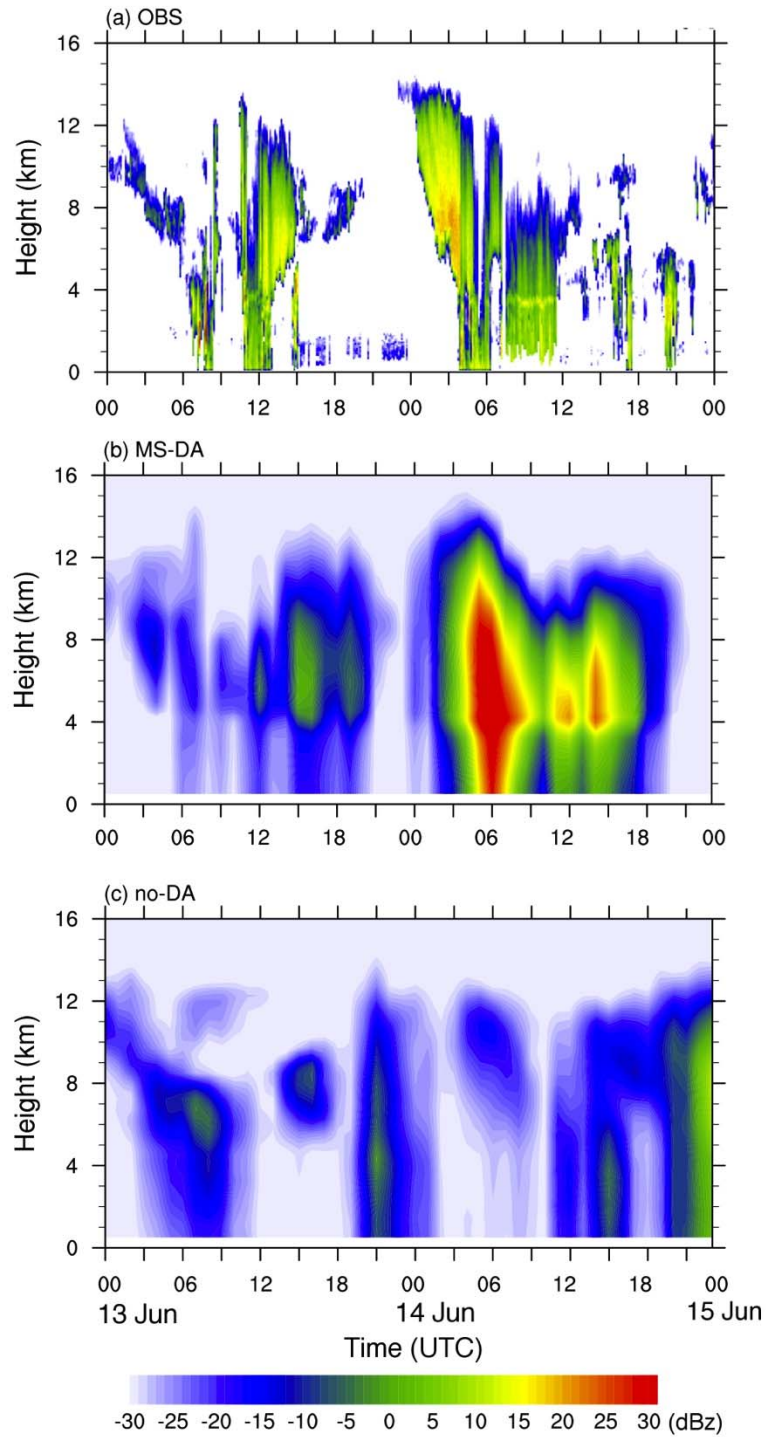 (a) OBS
16
12
8
4
0
Height (km)
00 06 12 18 00 06 12 18 00
(b) MS-DA
16
12
8
4
0
Height (km)
00 06 12 18 00 06 12 18 00
(c) no-DA
16
12
8
4
0
Height (km)
00 06 12 18 00 06 12 18 00
13 Jun 14 Jun 15 Jun
Time (UTC)
-30 -25 -20 -15 -10 -5 0 5 10 15 20 25 30 (dBz)